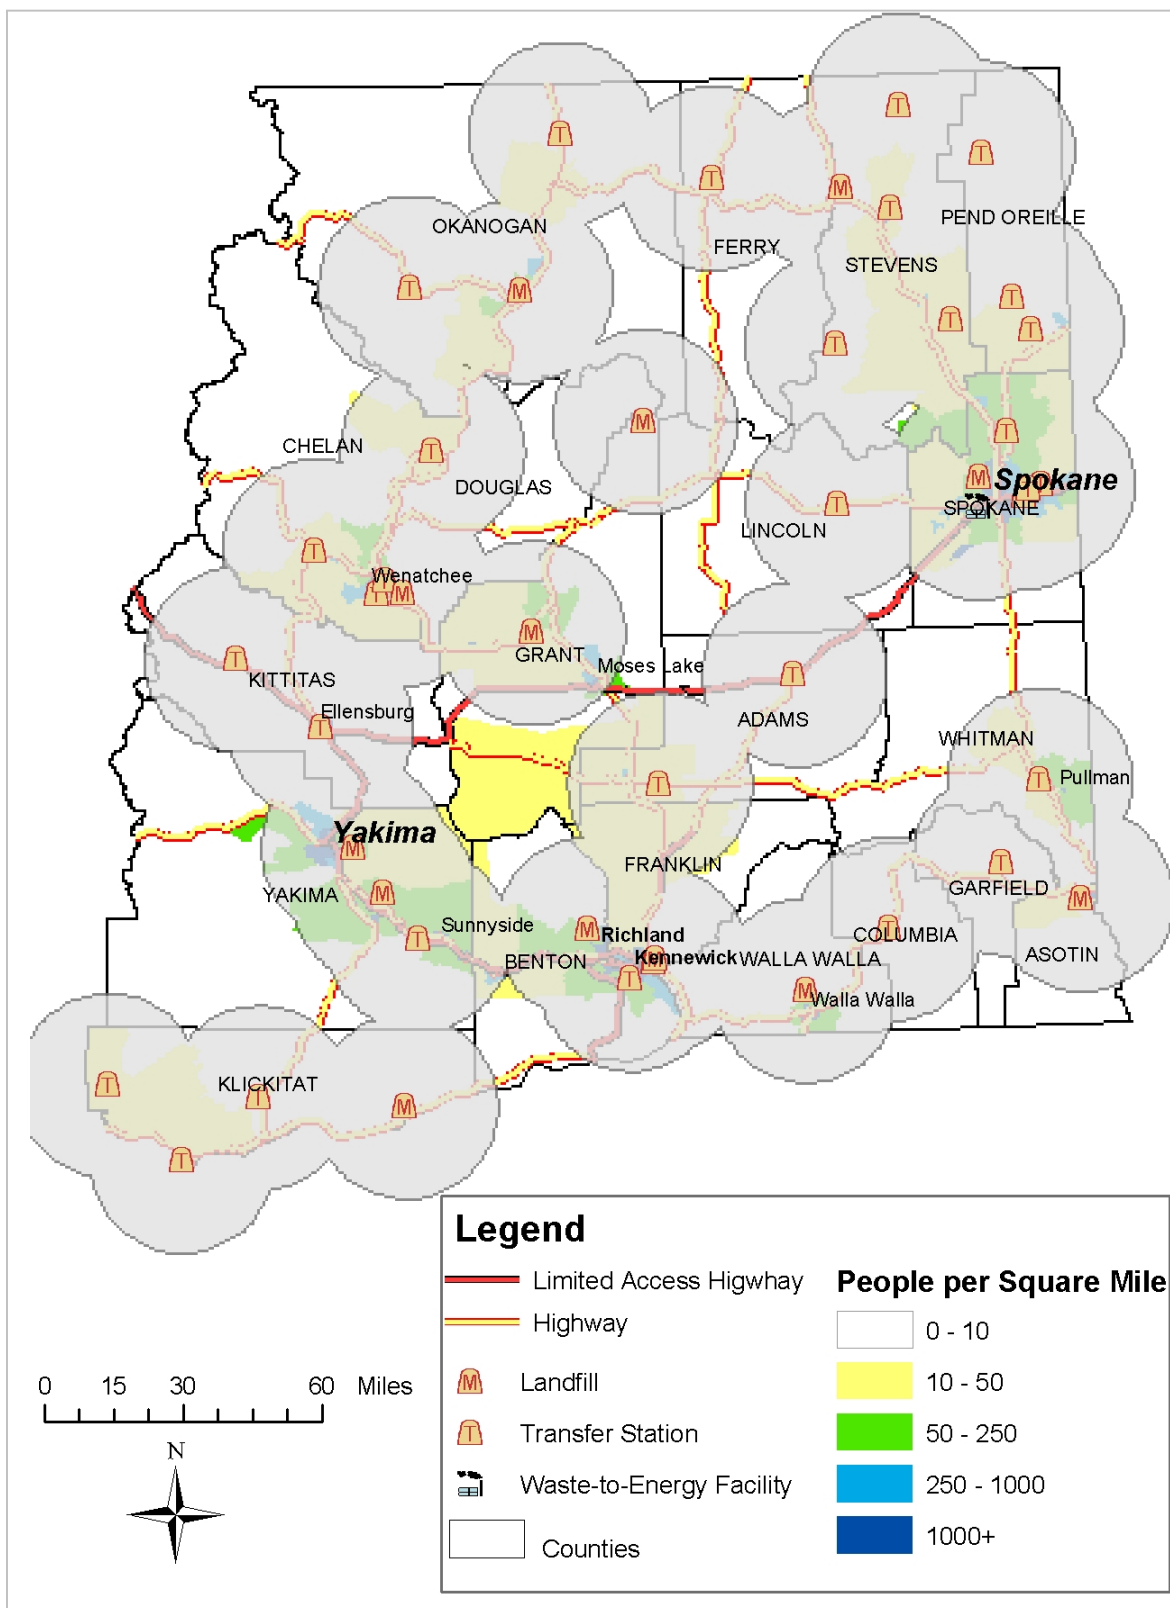 OKANOGAN
PEND OREILLE
FERRY
STEVENS
CHELAN
DOUGLAS
Spokane
SPOKANE
LINCOLN
Wenatchee
GRANT
Moses Lake
KITTITAS
Ellensburg
ADAMS
WHITMAN
Pullman
Yakima
FRANKLIN
GARFIELD
YAKIMA
Sunnyside
Richland
COLUMBIA
BENTON
Kennewick
WALLA WALLA
ASOTIN
Walla Walla
KLICKITAT
Legend
Limited Access Higwhay
Highway
M Landfill
T Transfer Station
Waste-to-Energy Facility
Counties
People per Square Mile
0 - 10
10 - 50
50 - 250
250 - 1000
1000+
0 15 30 60 Miles
N